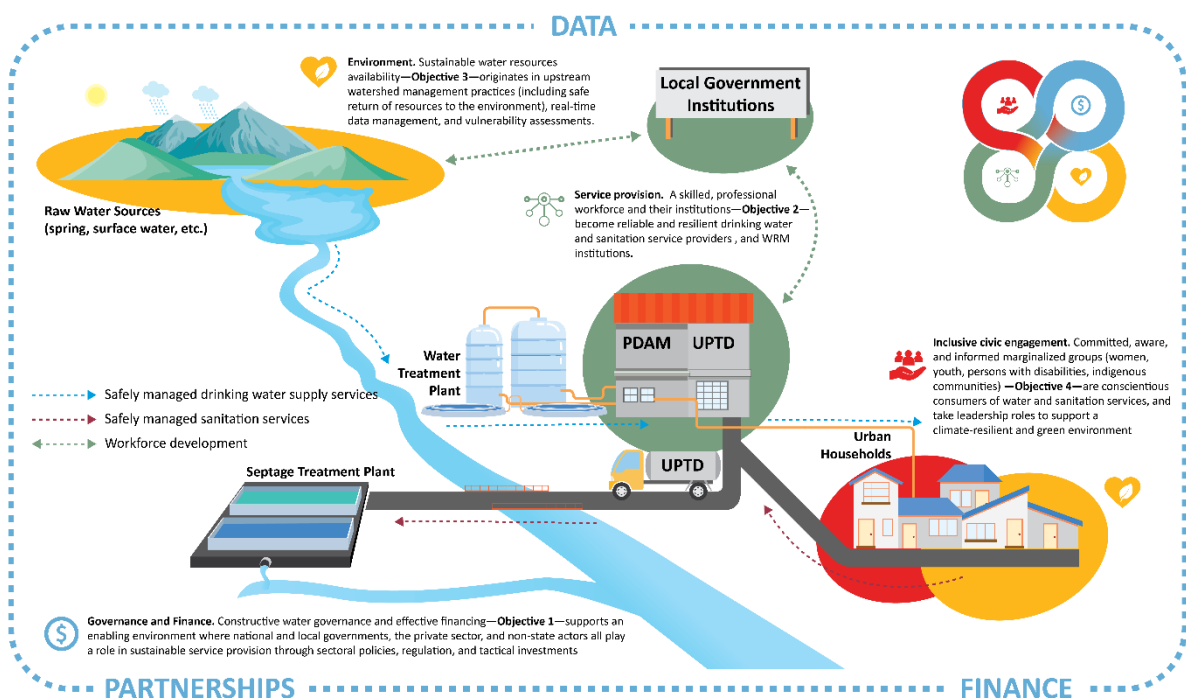 DATA
Environment. Sustainable water resources
availability—Objective 3—originates in upstream
watershed management practices (including safe
return of resources to the environment), real-time
data management, and vulnerability assessments.
Local Government
Institutions
Raw Water Sources
(spring, surface water, etc.)
Service provision. A skilled, professional
workforce and their institutions—Objective 2—
become reliable and resilient drinking water
and sanitation service providers , and WRM
institutions.
PDAM
UPTD
Water
Treatment
Plant
Inclusive civic engagement. Committed, aware,
and informed marginalized groups (women,
youth, persons with disabilities, indigenous
communities) —Objective 4—are conscientious
consumers of water and sanitation services, and
take leadership roles to support a
climate-resilient and green environment
Safely managed drinking water supply services
Safely managed sanitation services
Workforce development
Urban
Households
UPTD
Septage Treatment Plant
$
$
Governance and Finance. Constructive water governance and effective financing—Objective 1—supports an
enabling environment where national and local governments, the private sector, and non-state actors all play
a role in sustainable service provision through sectoral policies, regulation, and tactical investments
PARTNERSHIPS
FINANCE